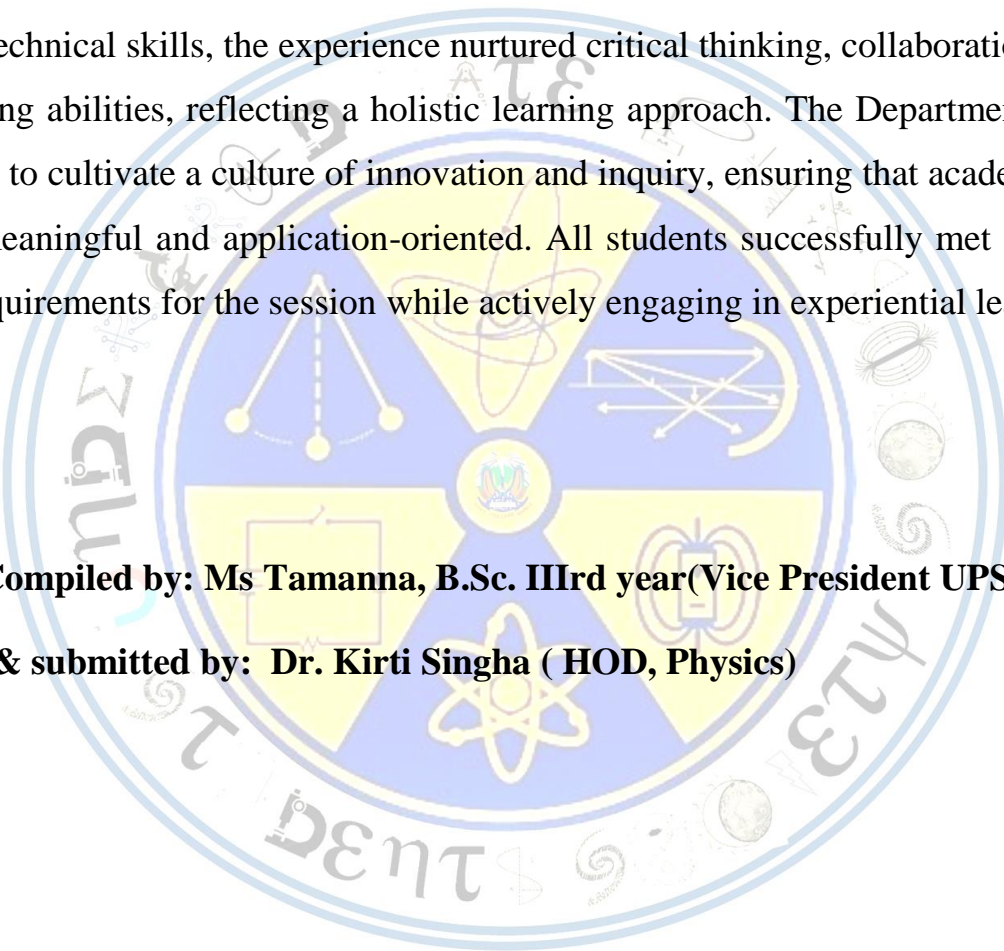 echnical skills, the experience nurtured critical thinking, collaboratio
ng abilities, reflecting a holistic learning approach. The Departmen
to cultivate a culture of innovation and inquiry, ensuring that acade
eaningful and application-oriented. All students successfully met
quirements for the session while actively engaging in experiential le
Compiled by: Ms Tamanna, B.Sc. IIIrd year(Vice President UPS
& submitted by: Dr. Kirti Singha ( HOD, Physics)